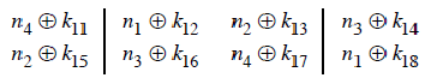 n₄ ⊕ k₁₁ | n₁ ⊕ k₁₂ n₂ ⊕ k₁₃ | n₃ ⊕ k₁₄
n₂ ⊕ k₁₅ | n₃ ⊕ k₁₆ n₄ ⊕ k₁₇ | n₁ ⊕ k₁₈